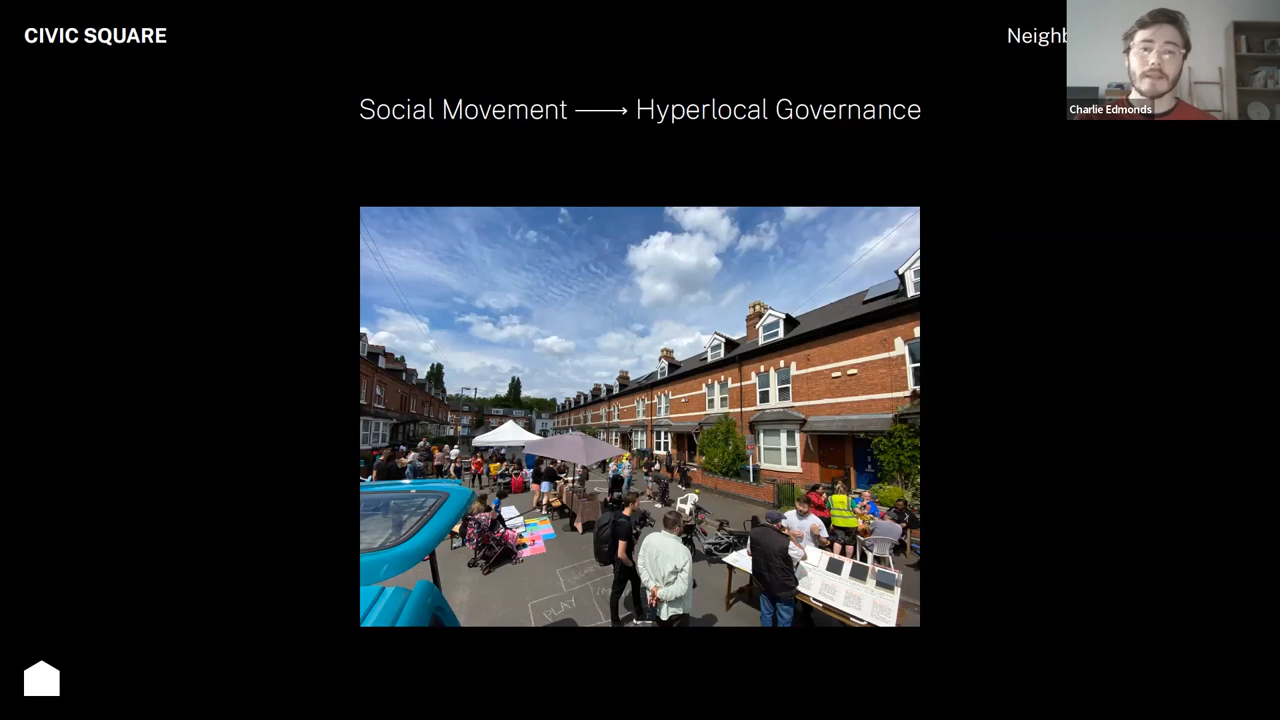 CIVIC SQUARE
Neighb
Charlie Edmonds
Social Movement ⟶ Hyperlocal Governance
PLAY